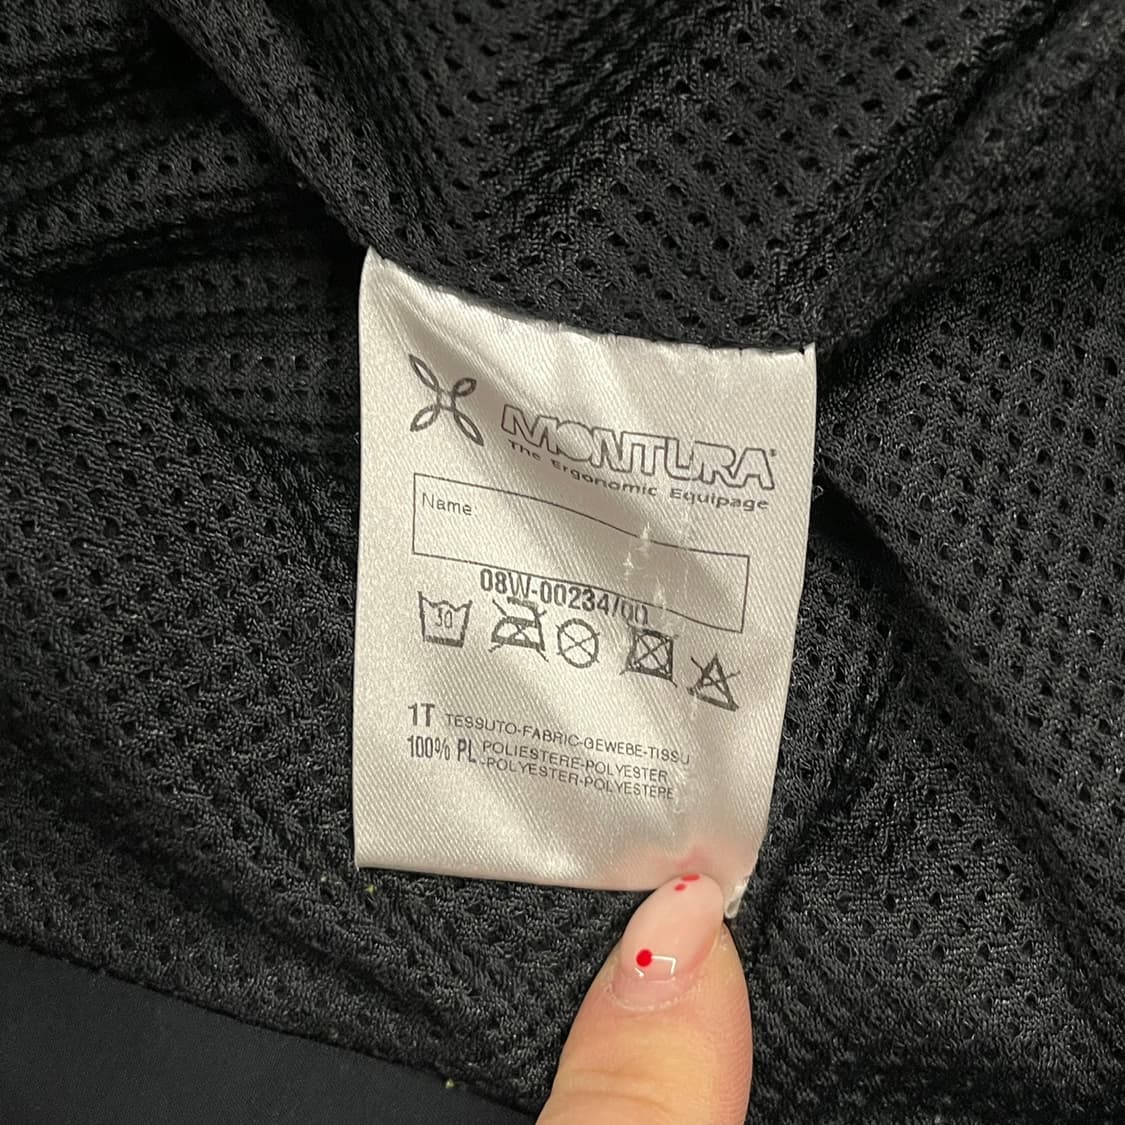 MONTURA®
The Ergonomic Equipage
Name
08W-00234/00
30
1T TESSUTO-FABRIC-GEWEBE-TISSU
100% PL POLIESTERE-POLYESTER
-POLYESTER-POLYESTERE